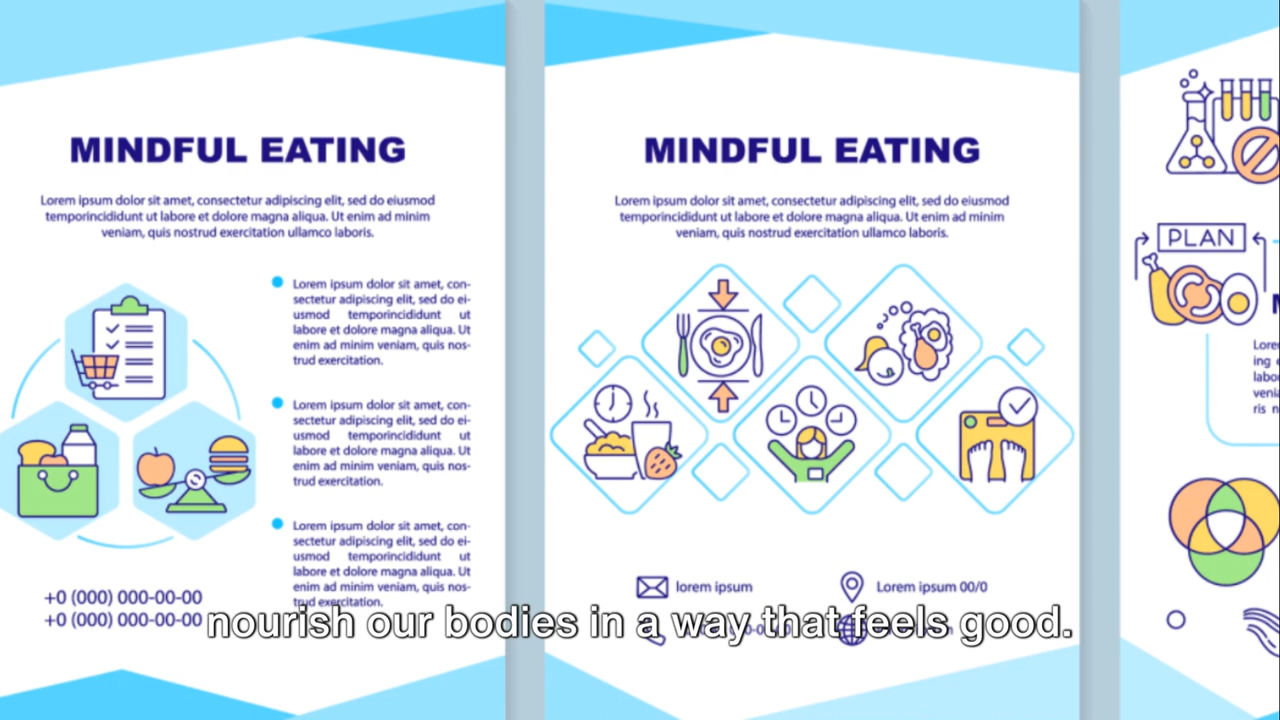 MINDFUL EATING
Lorem ipsum dolor sit amet, consectetur adipiscing elit, sed do eiusmod
temporincididunt ut labore et dolore magna aliqua. Ut enim ad minim
veniam, quis nostrud exercitation ullamco laboris.
Lorem ipsum dolor sit amet, con-
sectetur adipiscing elit, sed do ei-
usmod temporincididunt ut
labore et dolore magna aliqua. Ut
enim ad minim veniam, quis nos-
trud exercitation.
Lorem ipsum dolor sit amet, con-
sectetur adipiscing elit, sed do ei-
usmod temporincididunt ut
labore et dolore magna aliqua. Ut
enim ad minim veniam, quis nos-
trud exercitation.
Lorem ipsum dolor sit amet, con-
sectetur adipiscing elit, sed do ei-
usmod temporincididunt ut
labore et dolore magna aliqua. Ut
enim ad minim veniam, quis nos-
trud exercitation.
+0 (000) 000-00-00
+0 (000) 000-00-00
MINDFUL EATING
Lorem ipsum dolor sit amet, consectetur adipiscing elit, sed do eiusmod
temporincididunt ut labore et dolore magna aliqua. Ut enim ad minim
veniam, quis nostrud exercitation ullamco laboris.
lorem ipsum
Lorem ipsum 00/0
PLAN
nourish our bodies in a way that feels good.